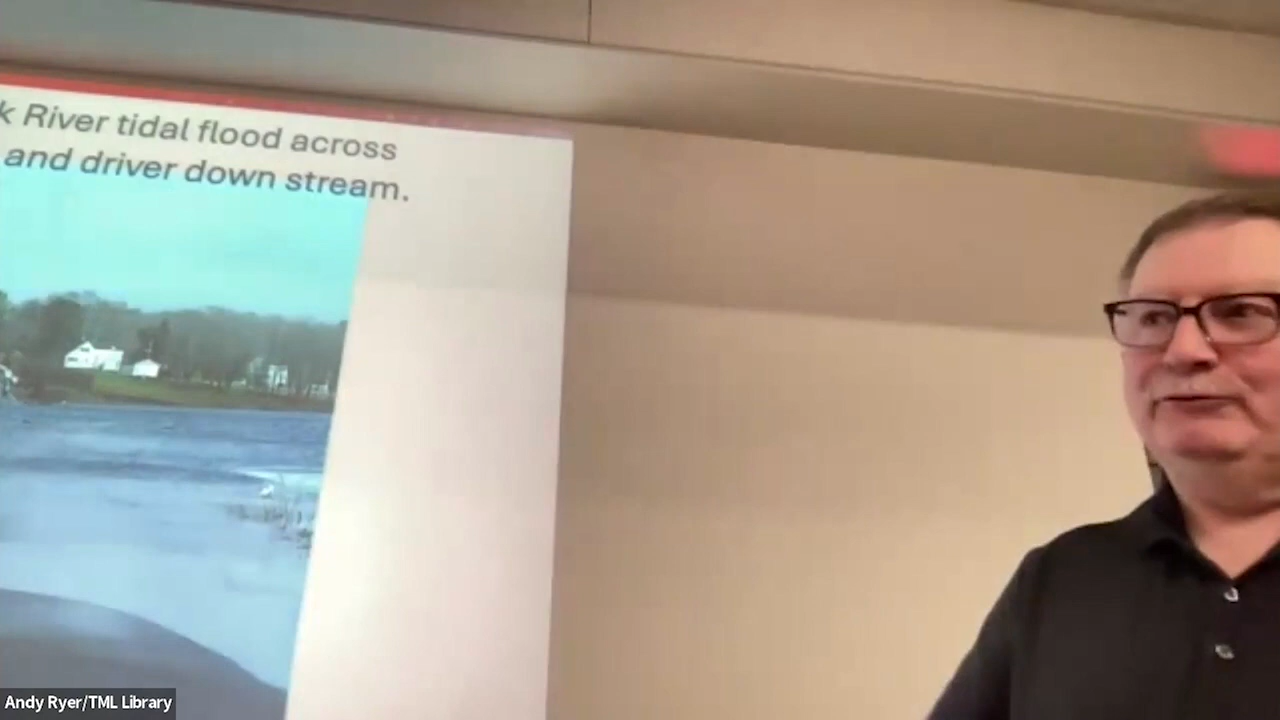 k River tidal flood across
and driver down stream.
Andy Ryer/TML Library